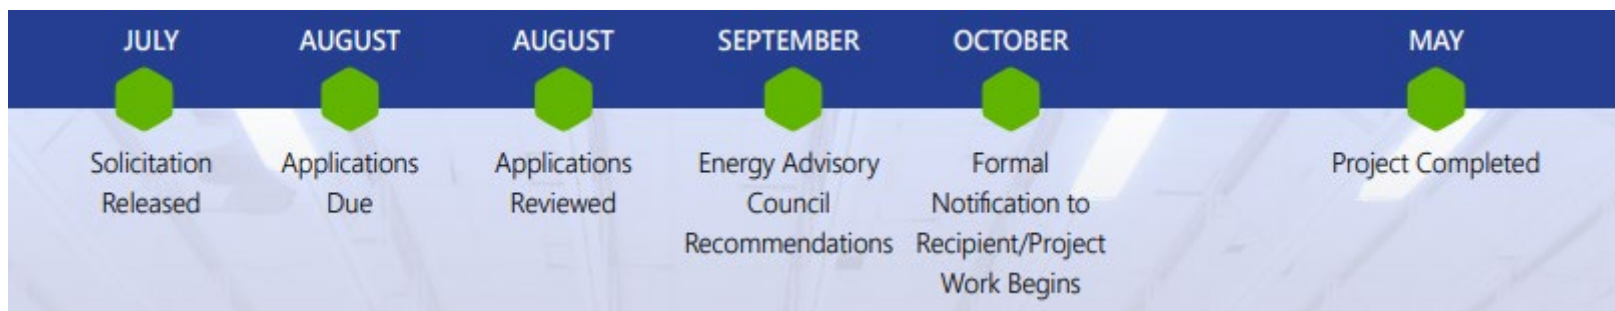 JULY
AUGUST
AUGUST
SEPTEMBER
OCTOBER
MAY
Solicitation
Released
Applications
Due
Applications
Reviewed
Energy Advisory
Council
Recommendations
Formal
Notification to
Recipient/Project
Work Begins
Project Completed